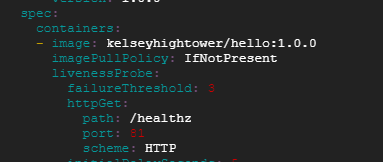 spec:
containers:
- image: kelseyhightower/hello:1.0.0
imagePullPolicy: IfNotPresent
livenessProbe:
failureThreshold: 3
httpGet:
path: /healthz
port: 81
scheme: HTTP